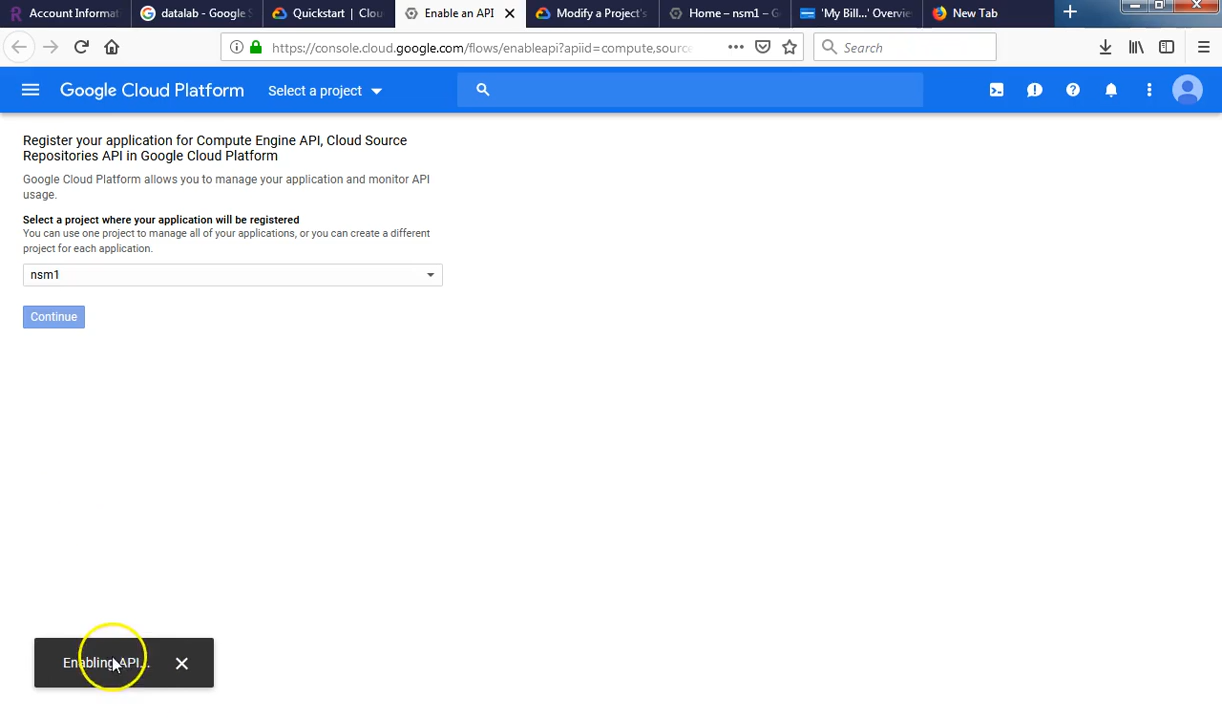 Account Informat
datalab - Google S
Quickstart | Clou
Enable an API
Modify a Project's
Home – nsm1 – G
'My Bill...' Overvie
New Tab
https://console.cloud.google.com/flows/enableapi?apiid=compute,source
Search
Google Cloud Platform
Select a project
Register your application for Compute Engine API, Cloud Source
Repositories API in Google Cloud Platform
Google Cloud Platform allows you to manage your application and monitor API
usage.
Select a project where your application will be registered
You can use one project to manage all of your applications, or you can create a different
project for each application.
nsm1
Continue
Enabling API...